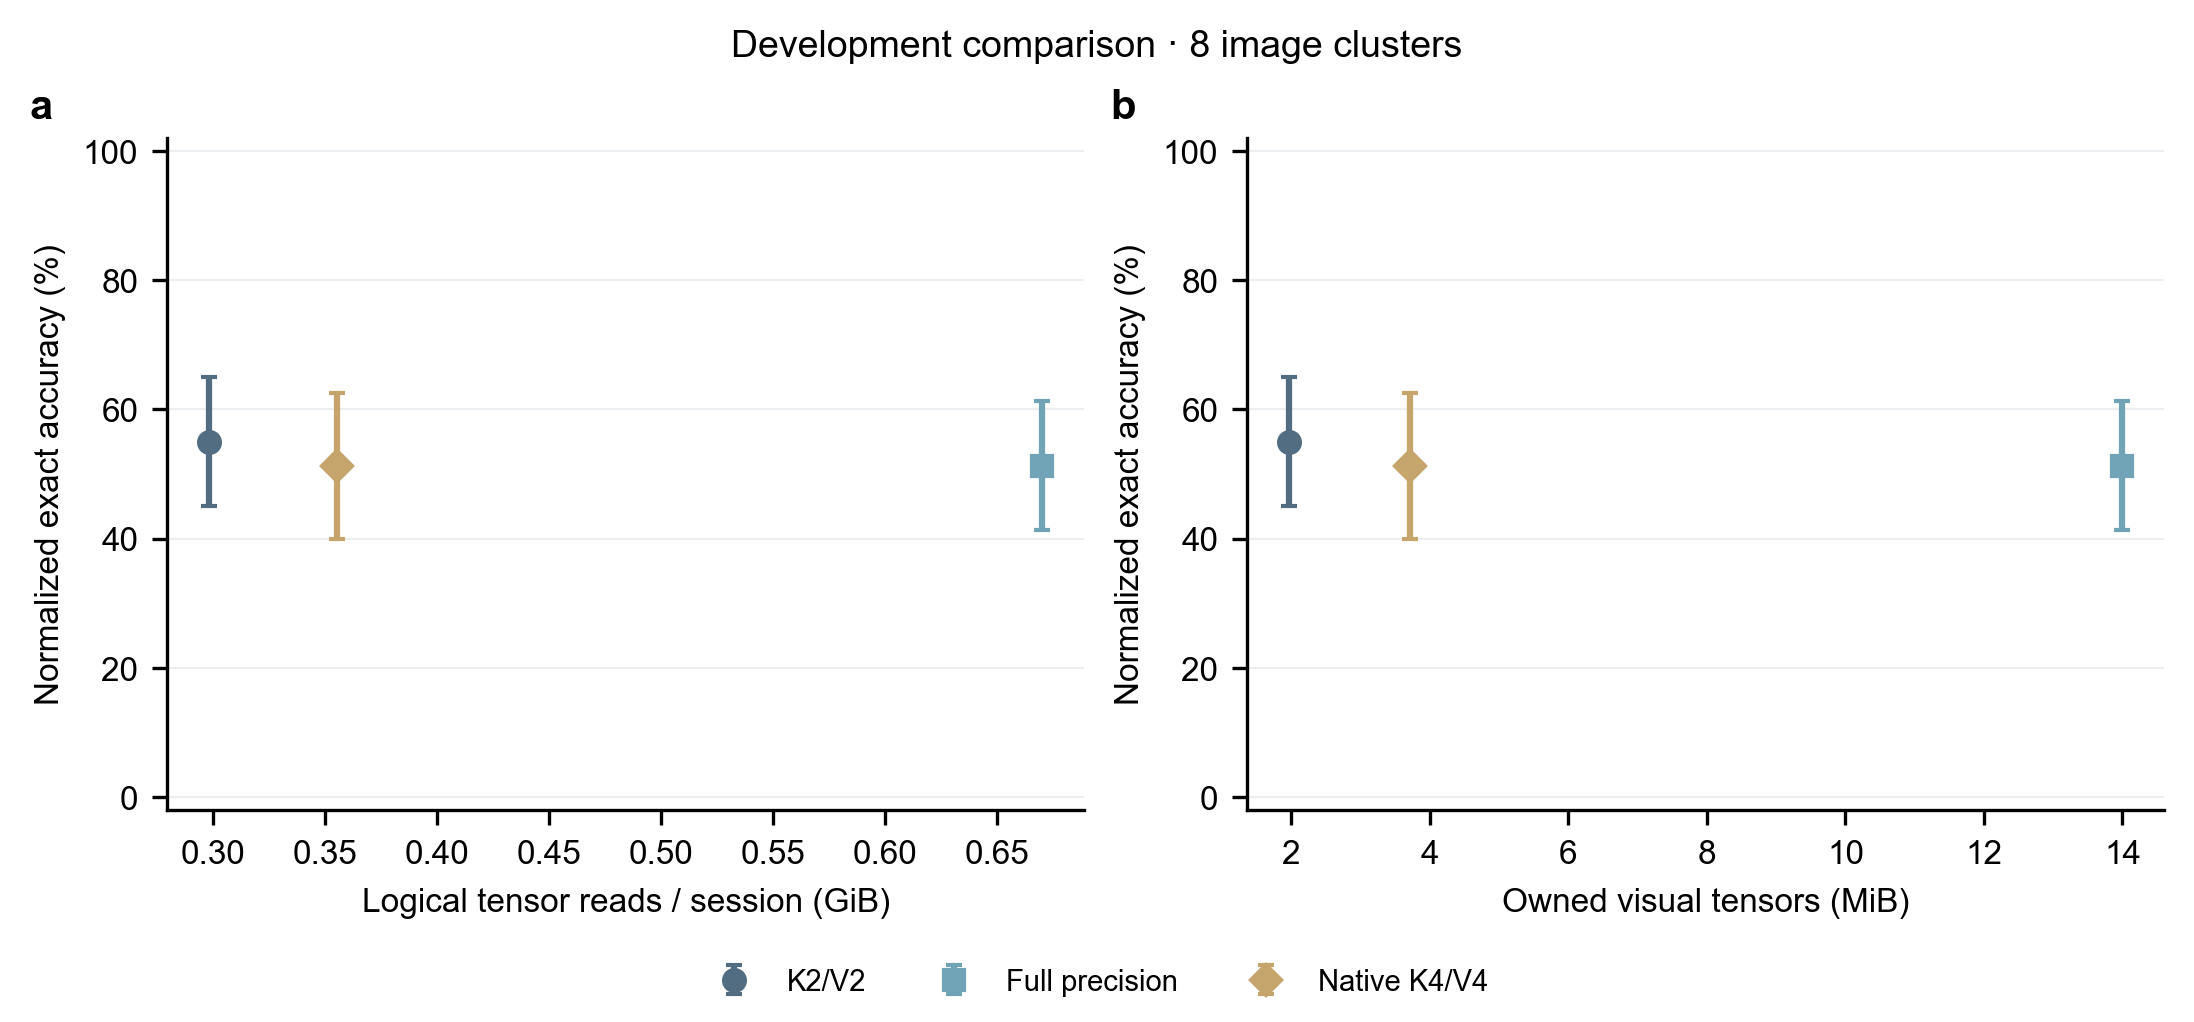 Development comparison · 8 image clusters
a
Normalized exact accuracy (%)
100
80
60
40
20
0
0.30 0.35 0.40 0.45 0.50 0.55 0.60 0.65
Logical tensor reads / session (GiB)
b
Normalized exact accuracy (%)
100
80
60
40
20
0
2 4 6 8 10 12 14
Owned visual tensors (MiB)
K2/V2 Full precision Native K4/V4